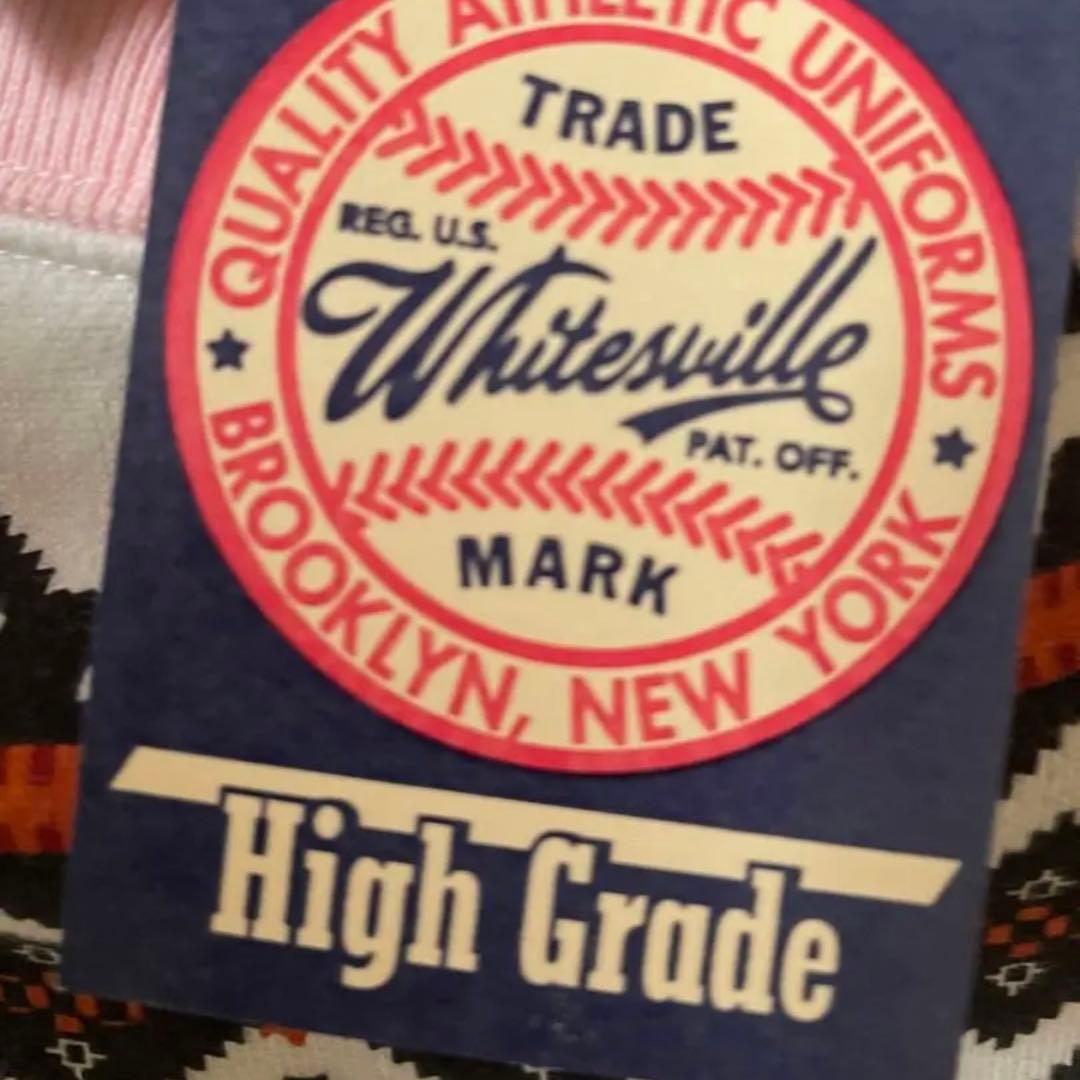 QUALITY ATHLETIC UNIFORMS
TRADE
REG. U.S.
Whitesville
PAT. OFF.
MARK
BROOKLYN, NEW YORK
High Grade